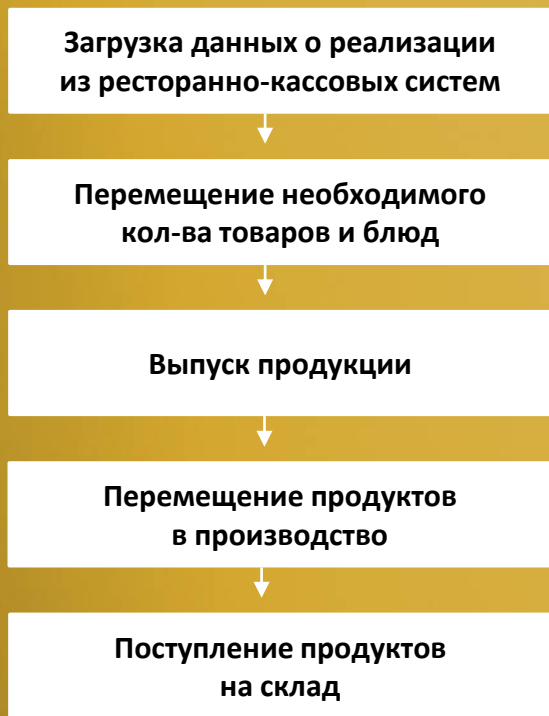 Загрузка данных о реализации
из ресторанно-кассовых систем
Перемещение необходимого
кол-ва товаров и блюд
Выпуск продукции
Перемещение продуктов
в производство
Поступление продуктов
на склад